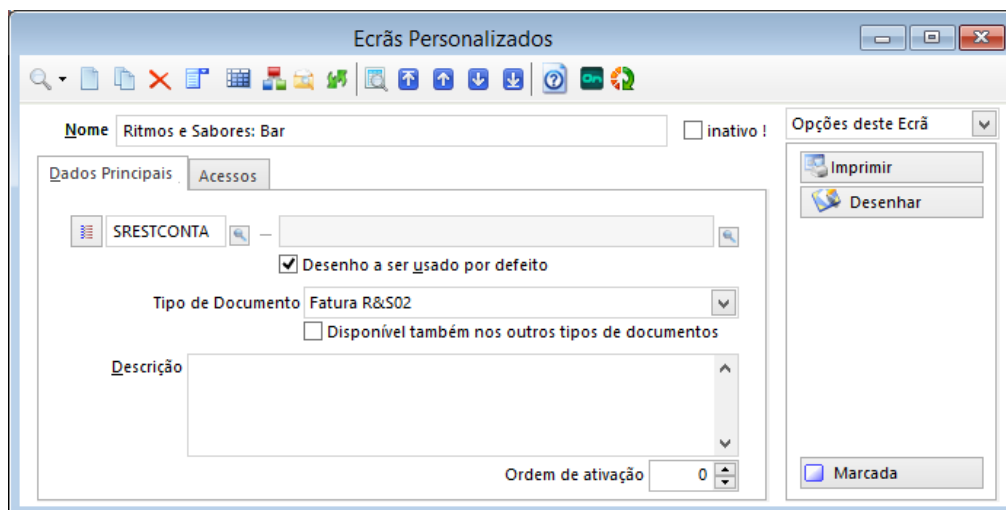 Ecrãs Personalizados
On
Nome Ritmos e Sabores: Bar inativo ! Opções deste Ecrã
Dados Principais Acessos
Imprimir
Desenhar
SRESTCONTA –
Desenho a ser usado por defeito
Tipo de Documento Fatura R&S02
Disponível também nos outros tipos de documentos
Descrição
Ordem de ativação 0
Marcada